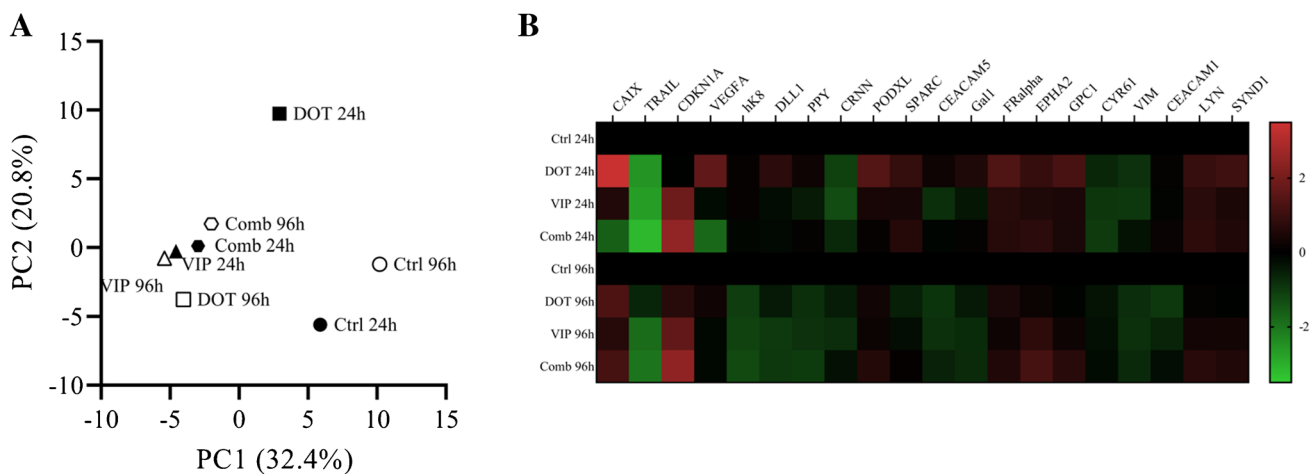 A
15
10
5
0
-5
-10
-10
-5
0
5
10
15
PC2 (20.8%)
PC1 (32.4%)
DOT 24h
Comb 96h
Comb 24h
VIP 24h
Ctrl 96h
VIP 96h
DOT 96h
Ctrl 24h
B
CAIX
TRAIL
CDKN1A
VEGFA
hK8
DLL1
PPY
CRNN
PODXL
SPARC
CEACAM5
Gal1
FRalpha
EPHA2
GPC1
CYR61
VIM
CEACAM1
LYN
SYND1
Ctrl 24h
DOT 24h
VIP 24h
Comb 24h
Ctrl 96h
DOT 96h
VIP 96h
Comb 96h
2
0
-2